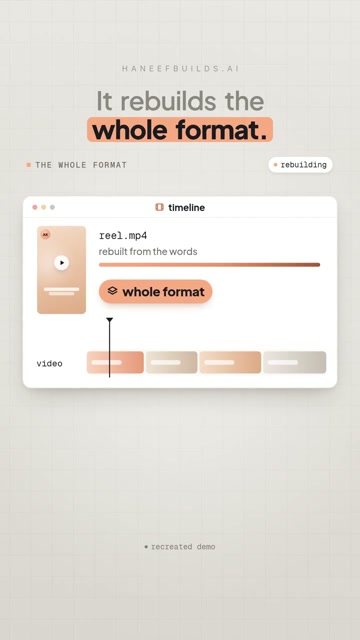 HANEEFBUILDS.AI
It rebuilds the
whole format.
THE WHOLE FORMAT
rebuilding
timeline
reel.mp4
rebuilt from the words
whole format
video
recreated demo